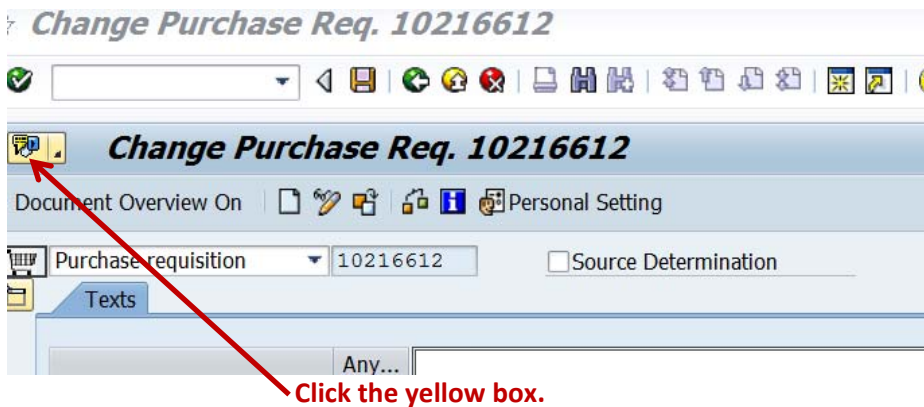 Change Purchase Req. 10216612
Change Purchase Req. 10216612
Document Overview On Personal Setting
Purchase requisition 10216612 Source Determination
Texts
Any...
Click the yellow box.